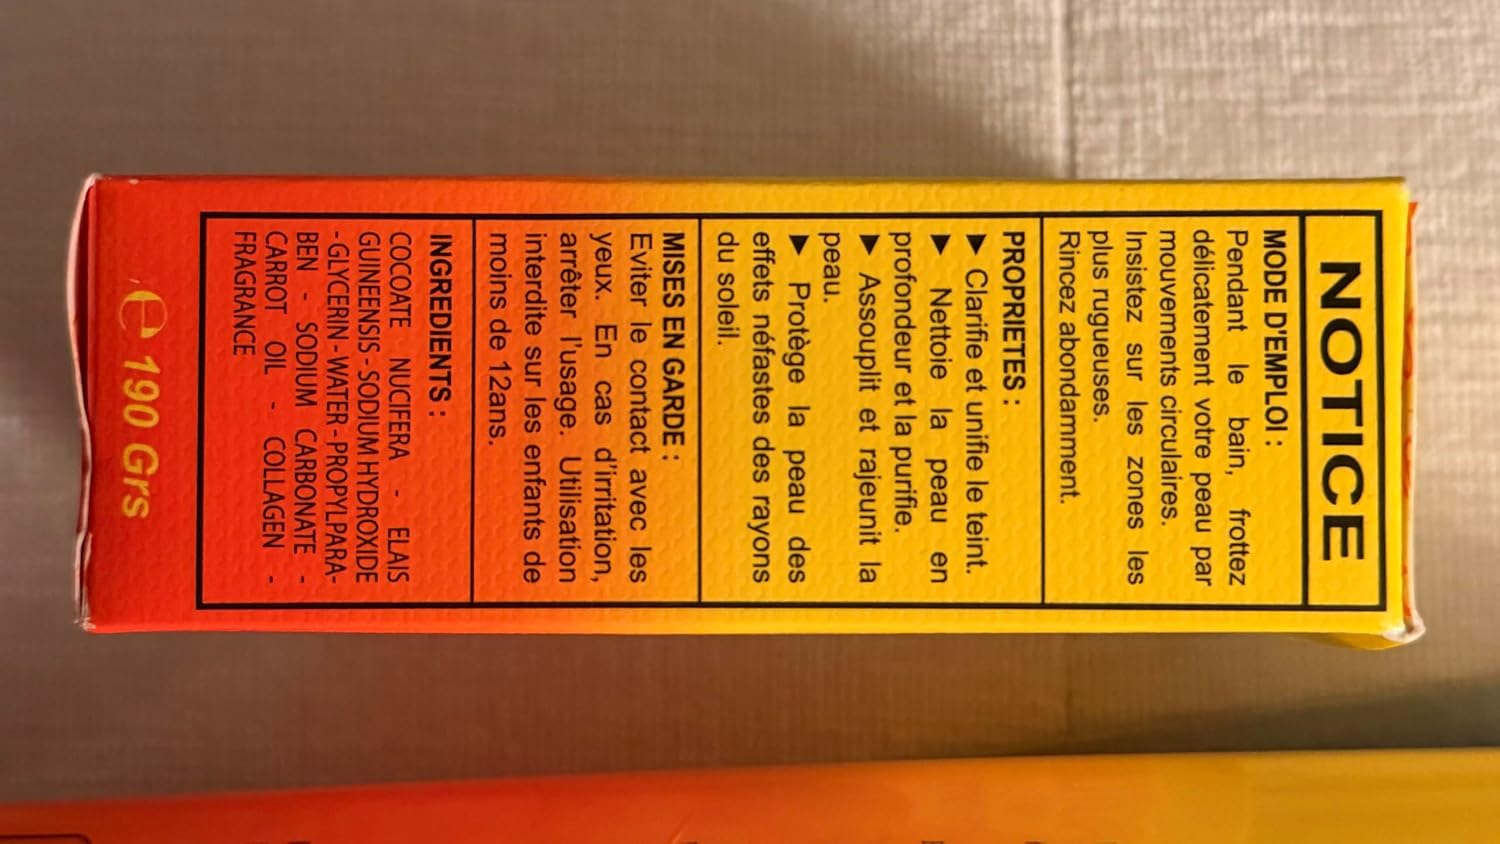 NOTICE
MODE D'EMPLOI :
Pendant le bain, frottez
délicatement votre peau par
mouvements circulaires.
Insistez sur les zones les
plus rugueuses.
Rincez abondamment.
PROPRIETES :
► Clarifie et unifie le teint.
► Nettoie la peau en
profondeur et la purifie.
► Assouplit et rajeunit la
peau.
► Protège la peau des
effets néfastes des rayons
du soleil.
MISES EN GARDE :
Eviter le contact avec les
yeux. En cas d'irritation,
arrêter l'usage. Utilisation
interdite sur les enfants de
moins de 12ans.
INGREDIENTS :
COCOATE NUCIFERA - ELAIS
GUINEENSIS - SODIUM HYDROXIDE
- GLYCERIN - WATER - PROPYLPARA-
BEN - SODIUM CARBONATE -
CARROT OIL - COLLAGEN -
FRAGRANCE
e 190 Grs